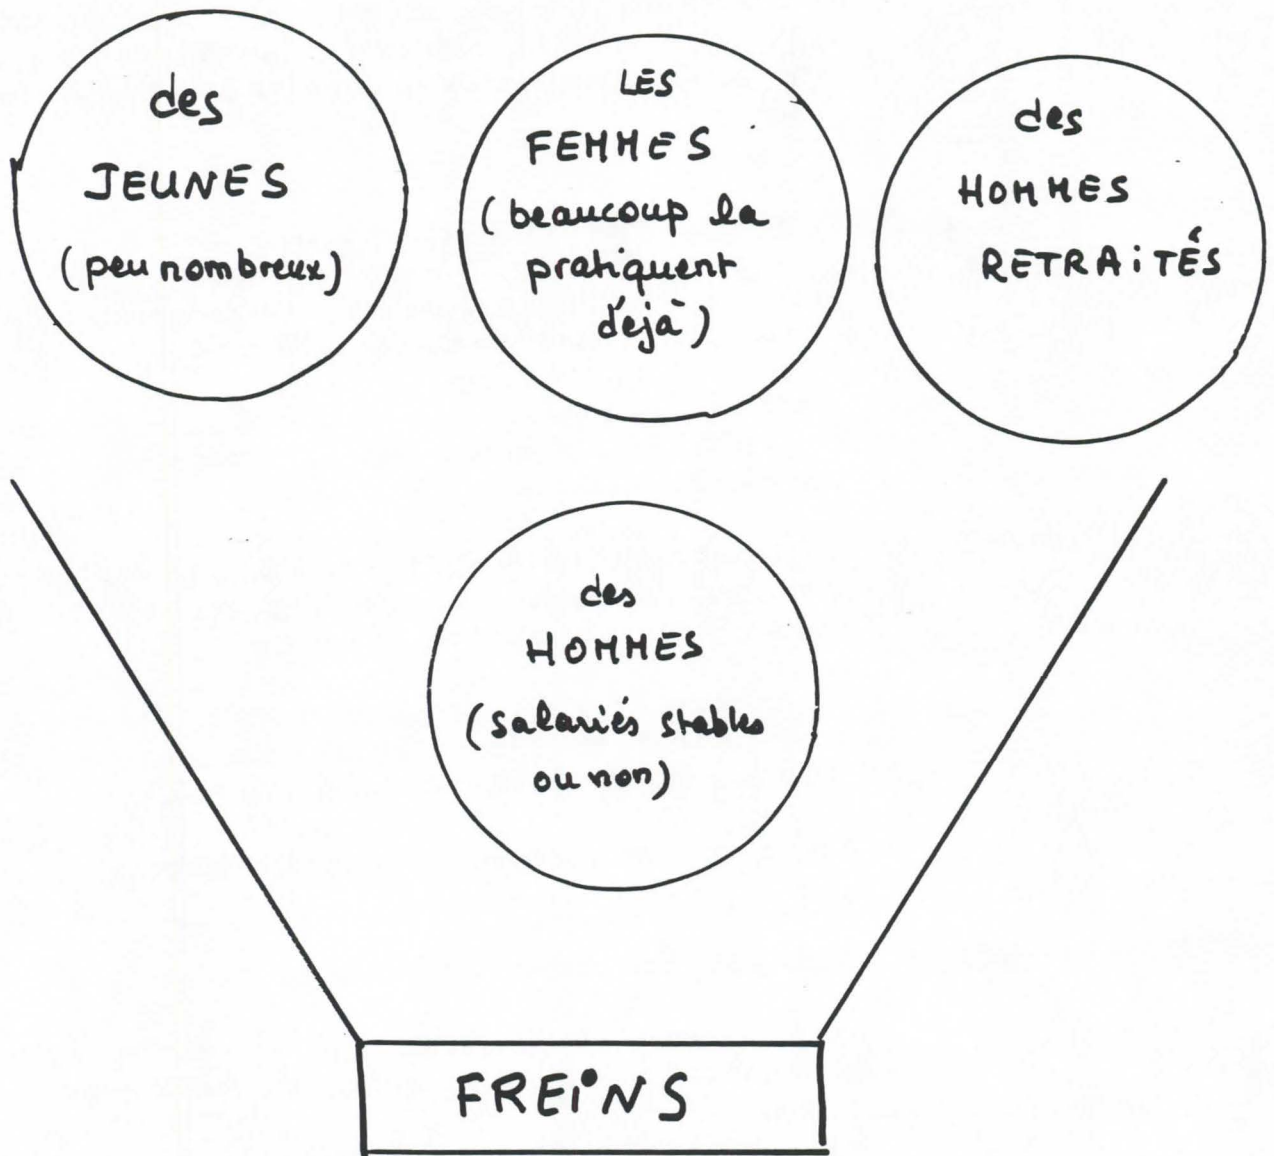 des
JEUNES
(peu nombreux)
LES
FEMMES
(beaucoup la
pratiquent
déjà)
des
HOMMES
RETRAiTÉS
des
HOMMES
(salariés stables
ou non)
FREiNS